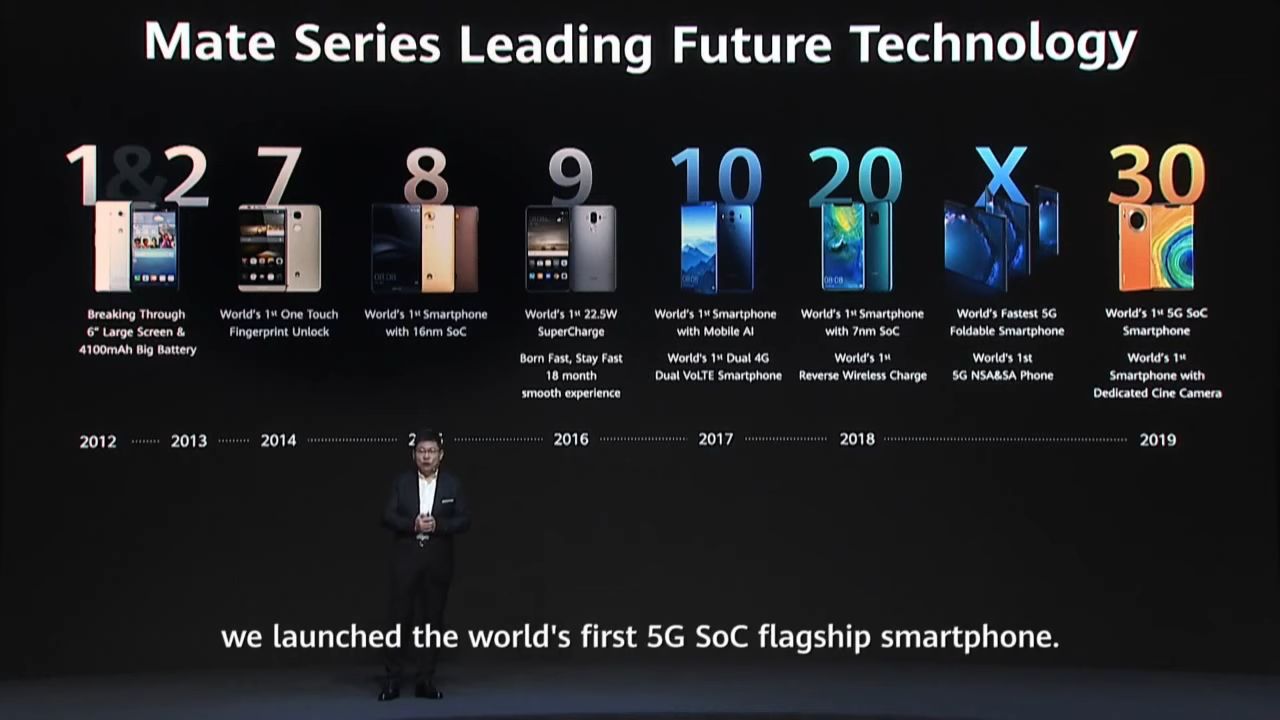 Mate Series Leading Future Technology
1&2
7
8
9
10
20
X
30
Breaking Through
6" Large Screen &
4100mAh Big Battery
World's 1st One Touch
Fingerprint Unlock
World's 1st Smartphone
with 16nm SoC
World's 1st 22.5W
SuperCharge
Born Fast, Stay Fast
18 month
smooth experience
World's 1st Smartphone
with Mobile AI
World's 1st Dual 4G
Dual VoLTE Smartphone
World's 1st Smartphone
with 7nm SoC
World's 1st
Reverse Wireless Charge
World's Fastest 5G
Foldable Smartphone
World's 1st
5G NSA&SA Phone
World's 1st 5G SoC
Smartphone
World's 1st
Smartphone with
Dedicated Cine Camera
2012
2013
2014
2016
2017
2018
2019
we launched the world's first 5G SoC flagship smartphone.